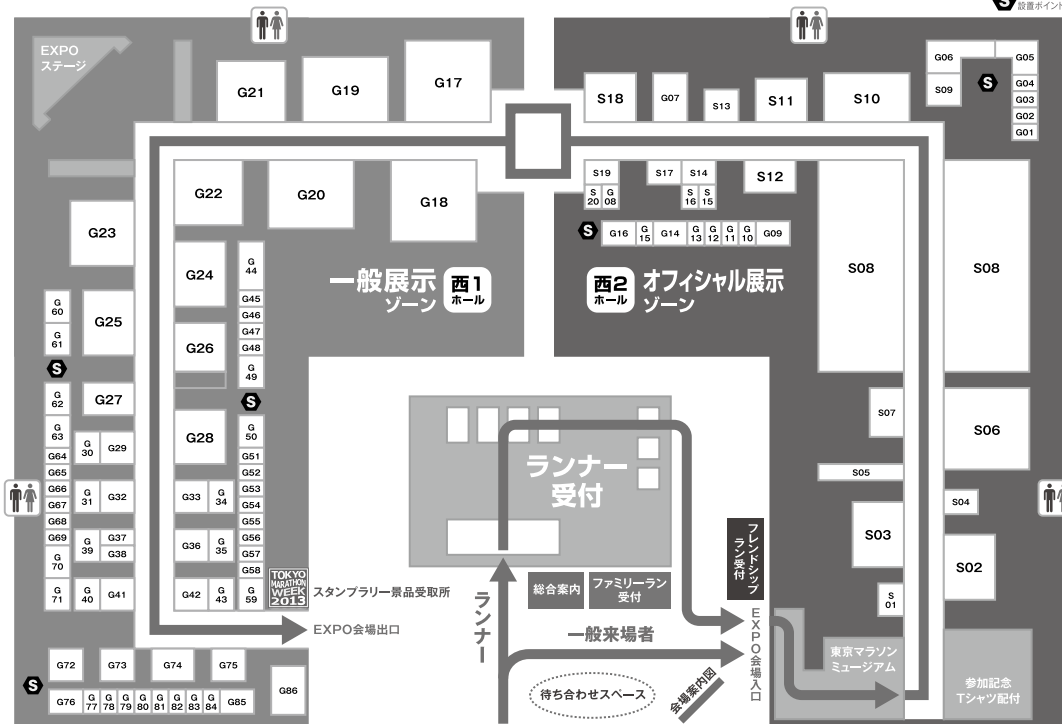 S
設置ポイント
EXPO
ステージ
G21
G19
G17
S18
G07
S13
S11
S10
G06
S09
S
G05
G04
G03
G02
G01
G22
G20
G18
S19
S
20
G
08
S17
S14
S
16
S
15
S12
S
G16
G
15
G14
G
13
G
12
G
11
G
10
G09
S08
S08
G23
G24
G
44
G45
G46
G47
G48
G
49
S
G
60
G
61
S
G25
G26
一般展示
ゾーン
西1
ホール
西2
ホール
オフィシャル展示
ゾーン
G
62
G
63
G64
G65
G66
G67
G68
G69
G
70
G
71
G27
G
30
G29
G
31
G32
G
39
G37
G38
G
40
G41
G28
G33
G
34
G36
G
35
G42
G
43
G
50
G51
G52
G53
G54
G55
G56
G57
G58
G
59
S07
S06
S05
S04
S03
S02
S
01
ランナー
受付
TOKYO
MARATHON
WEEK
2013
スタンプラリー景品受取所
EXPO会場出口
ランナー
総合案内
ファミリーラン
受付
フレンドシップ
ラン受付
一般来場者
EXPO会場入口
待ち合わせスペース
会場案内図
東京マラソン
ミュージアム
参加記念
Tシャツ配付
G72
G73
G74
G75
S
G76
G
77
G
78
G
79
G
80
G
81
G
82
G
83
G
84
G85
G86